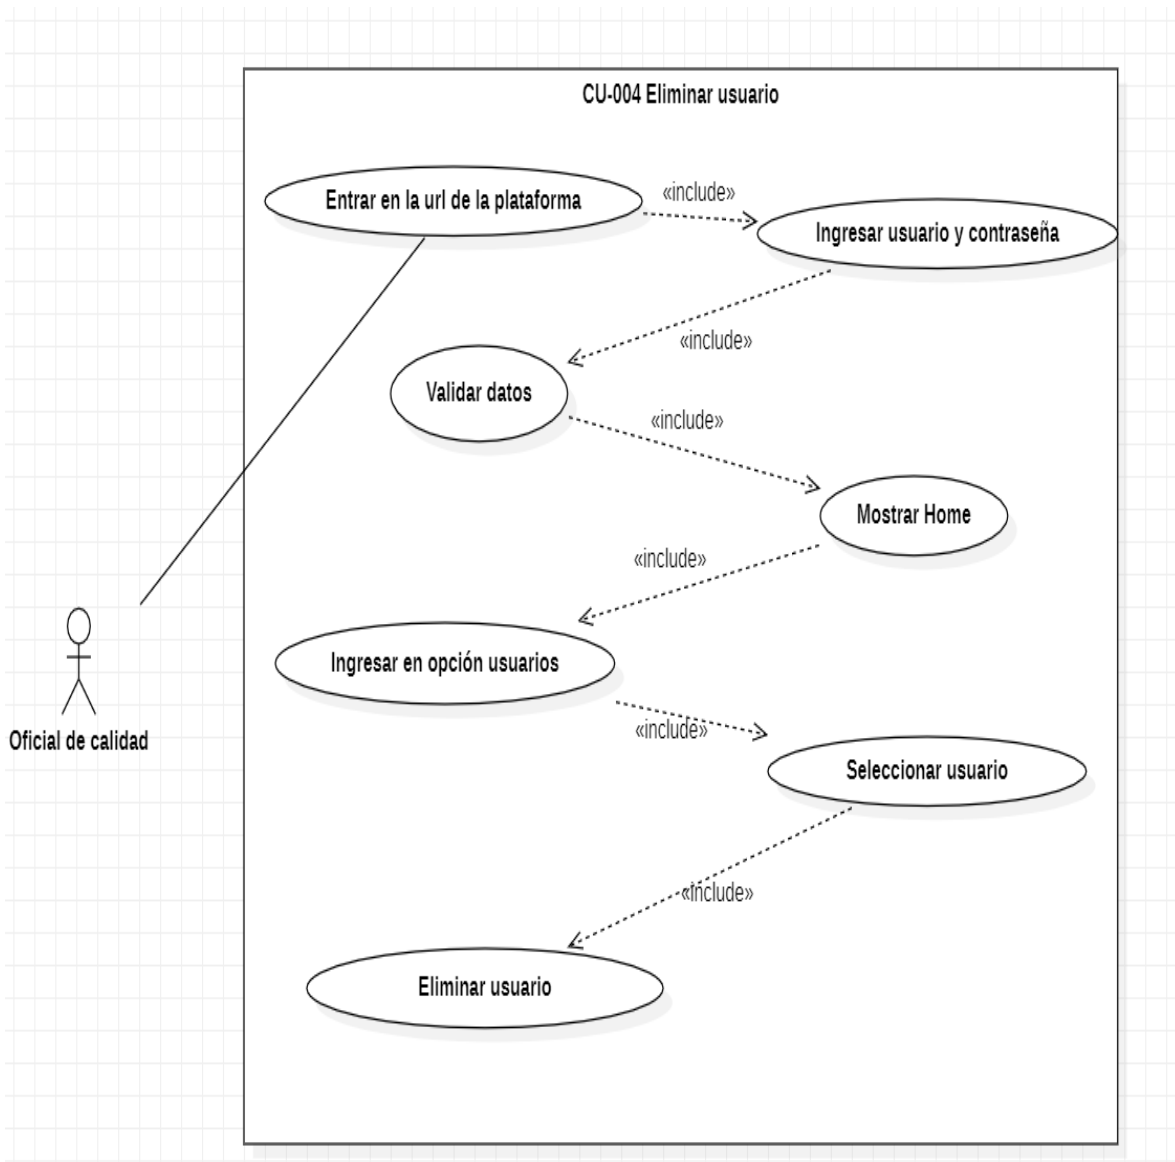 CU-004 Eliminar usuario
Entrar en la url de la plataforma
«include»
Ingresar usuario y contraseña
«include»
Validar datos
«include»
Mostrar Home
«include»
Ingresar en opción usuarios
«include»
Oficial de calidad
Seleccionar usuario
«include»
Eliminar usuario